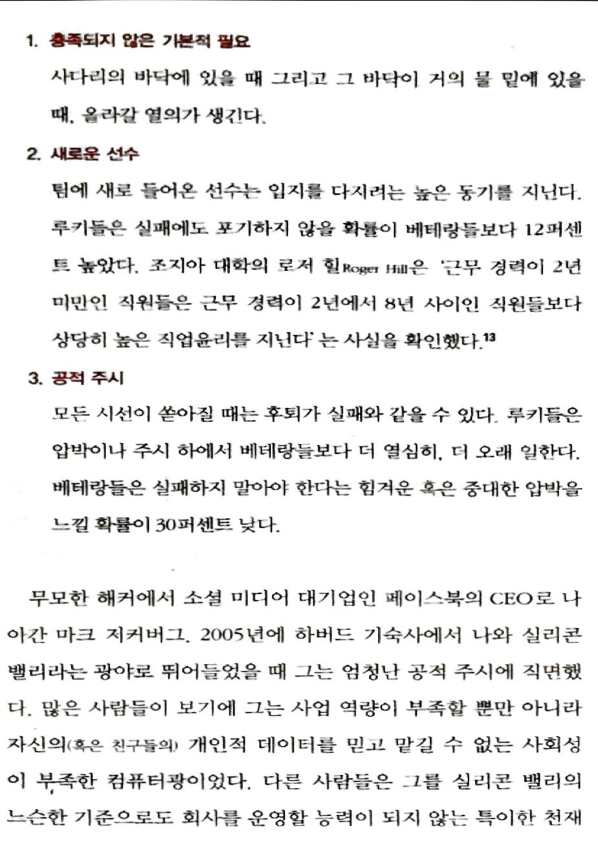 1. 충족되지 않은 기본적 필요
사다리의 바닥에 있을 때 그리고 그 바닥이 거의 물 밑에 있을
때, 올라갈 열의가 생긴다.
2. 새로운 선수
팀에 새로 들어온 선수는 입지를 다지려는 높은 동기를 지닌다.
루키들은 실패에도 포기하지 않을 확률이 베테랑들보다 12퍼센
트 높았다. 조지아 대학의 로저 힐Roger Hill은 '근무 경력이 2년
미만인 직원들은 근무 경력이 2년에서 8년 사이인 직원들보다
상당히 높은 직업윤리를 지닌다'는 사실을 확인했다.13
3. 공적 주시
모든 시선이 쏟아질 때는 후퇴가 실패와 같을 수 있다. 루키들은
압박이나 주시 하에서 베테랑들보다 더 열심히, 더 오래 일한다.
베테랑들은 실패하지 말아야 한다는 힘겨운 혹은 중대한 압박을
느낄 확률이 30퍼센트 낮다.
무모한 해커에서 소셜 미디어 대기업인 페이스북의 CEO로 나
아간 마크 저커버그. 2005년에 하버드 기숙사에서 나와 실리콘
밸리라는 광야로 뛰어들었을 때 그는 엄청난 공적 주시에 직면했
다. 많은 사람들이 보기에 그는 사업 역량이 부족할 뿐만 아니라
자신의(혹은 친구들의) 개인적 데이터를 믿고 맡길 수 없는 사회성
이 부족한 컴퓨터광이었다. 다른 사람들은 그를 실리콘 밸리의
느슨한 기준으로도 회사를 운영할 능력이 되지 않는 특이한 천재